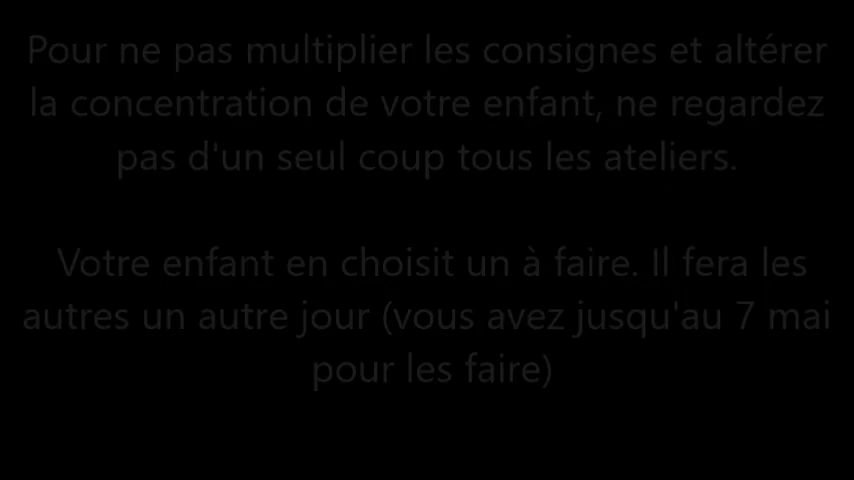 Pour ne pas multiplier les consignes et altérer
la concentration de votre enfant, ne regardez
pas d'un seul coup tous les ateliers.
Votre enfant en choisit un à faire. Il fera les
autres un autre jour (vous avez jusqu'au 7 mai
pour les faire)